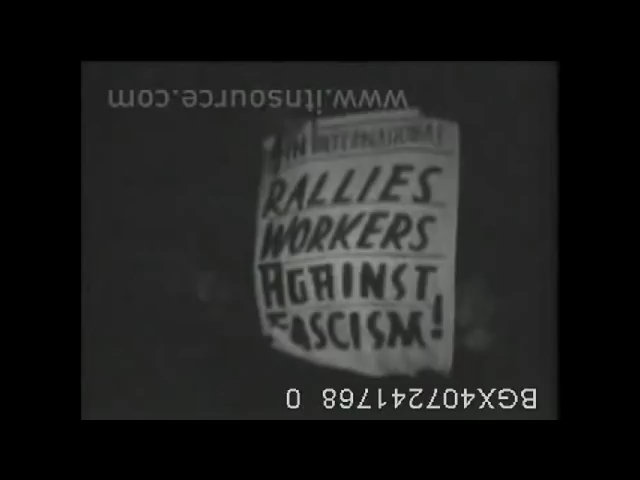 www.itnsource.com
INTERNATIONAL
RALLIES
WORKERS
AGAINST
FASCISM!
BGX407241768 0